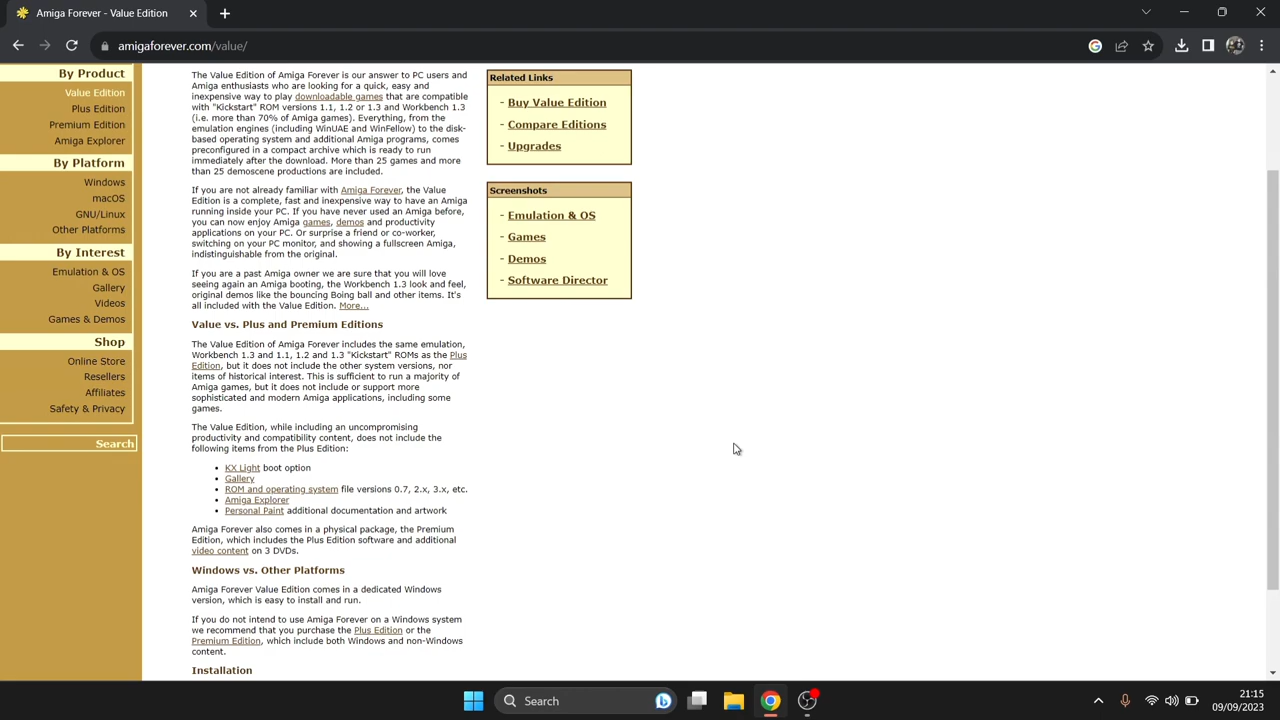 Amiga Forever - Value Edition
amigaforever.com/value/
By Product
Value Edition
Plus Edition
Premium Edition
Amiga Explorer
By Platform
Windows
macOS
GNU/Linux
Other Platforms
By Interest
Emulation & OS
Gallery
Videos
Games & Demos
Shop
Online Store
Resellers
Affiliates
Safety & Privacy
Search
The Value Edition of Amiga Forever is our answer to PC users and
Amiga enthusiasts who are looking for a quick, easy and
inexpensive way to play downloadable games that are compatible
with "Kickstart" ROM versions 1.1, 1.2 or 1.3 and Workbench 1.3
(i.e. more than 70% of Amiga games). Everything, from the
emulation engines (including WinUAE and WinFellow) to the disk-
based operating system and additional Amiga programs, comes
preconfigured in a compact archive which is ready to run
immediately after the download. More than 25 games and more
than 25 demoscene productions are included.
If you are not already familiar with Amiga Forever, the Value
Edition is a complete, fast and inexpensive way to have an Amiga
running inside your PC. If you have never used an Amiga before,
you can now enjoy Amiga games, demos and productivity
applications on your PC. Or surprise a friend or co-worker,
switching on your PC monitor, and showing a fullscreen Amiga,
indistinguishable from the original.
If you are a past Amiga owner we are sure that you will love
seeing again an Amiga booting, the Workbench 1.3 look and feel,
original demos like the bouncing Boing ball and other items. It's
all included with the Value Edition. More...
Value vs. Plus and Premium Editions
The Value Edition of Amiga Forever includes the same emulation,
Workbench 1.3 and 1.1, 1.2 and 1.3 "Kickstart" ROMs as the Plus
Edition, but it does not include the other system versions, nor
items of historical interest. This is sufficient to run a majority of
Amiga games, but it does not include or support more
sophisticated and modern Amiga applications, including some
games.
The Value Edition, while including an uncompromising
productivity and compatibility content, does not include the
following items from the Plus Edition:
• KX Light boot option
• Gallery
• ROM and operating system file versions 0.7, 2.x, 3.x, etc.
• Amiga Explorer
• Personal Paint additional documentation and artwork
Amiga Forever also comes in a physical package, the Premium
Edition, which includes the Plus Edition software and additional
video content on 3 DVDs.
Windows vs. Other Platforms
Amiga Forever Value Edition comes in a dedicated Windows
version, which is easy to install and run.
If you do not intend to use Amiga Forever on a Windows system
we recommend that you purchase the Plus Edition or the
Premium Edition, which include both Windows and non-Windows
content.
Installation
Related Links
- Buy Value Edition
- Compare Editions
- Upgrades
Screenshots
- Emulation & OS
- Games
- Demos
- Software Director
Search
21:15
09/09/2023